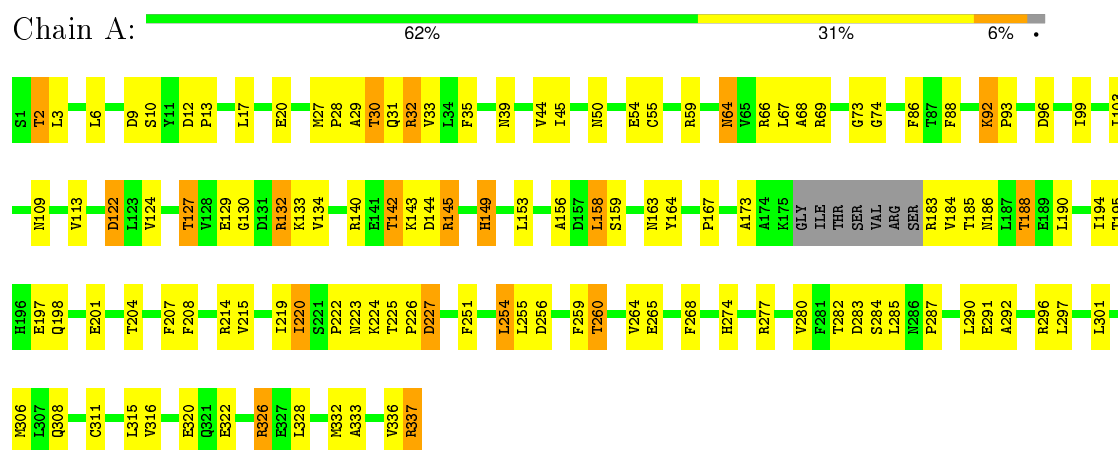 Chain A:
62% 31% 6% •
S1 T2 L3 L6 D9 S10 Y11 D12 P13 L17 E20 M27 P28 A29 T30 Q31 R32 V33 L34 F35 N39 V44 I45 N50 E54 C55 R59 N64 V65 R66 L67 A68 R69 G73 G74 F86 T87 F88 K92 P93 D96 I99
N109 V113 D122 L123 V124 T127 V128 E129 G130 D131 R132 K133 V134 R140 E141 T142 K143 D144 R145 H149 L153 A156 D157 L158 S159 N163 Y164 P167 A173 A174 K175 GLY ILE THR SER VAL ARG SER R183 V184 T185 N186 L187 T188 E189 L190 I194 T195
H196 E197 Q198 E201 T204 F207 F208 R214 V215 I219 I220 S221 P222 N223 K224 T225 P226 D227 F251 L254 L255 D256 F259 T260 V264 E265 F268 H274 R277 V280 F281 T282 D283 S284 L285 N286 P287 L290 E291 A292 R296 L297 L301
M306 L307 Q308 C311 L315 V316 E320 Q321 E322 R326 E327 L328 M332 A333 V336 R337